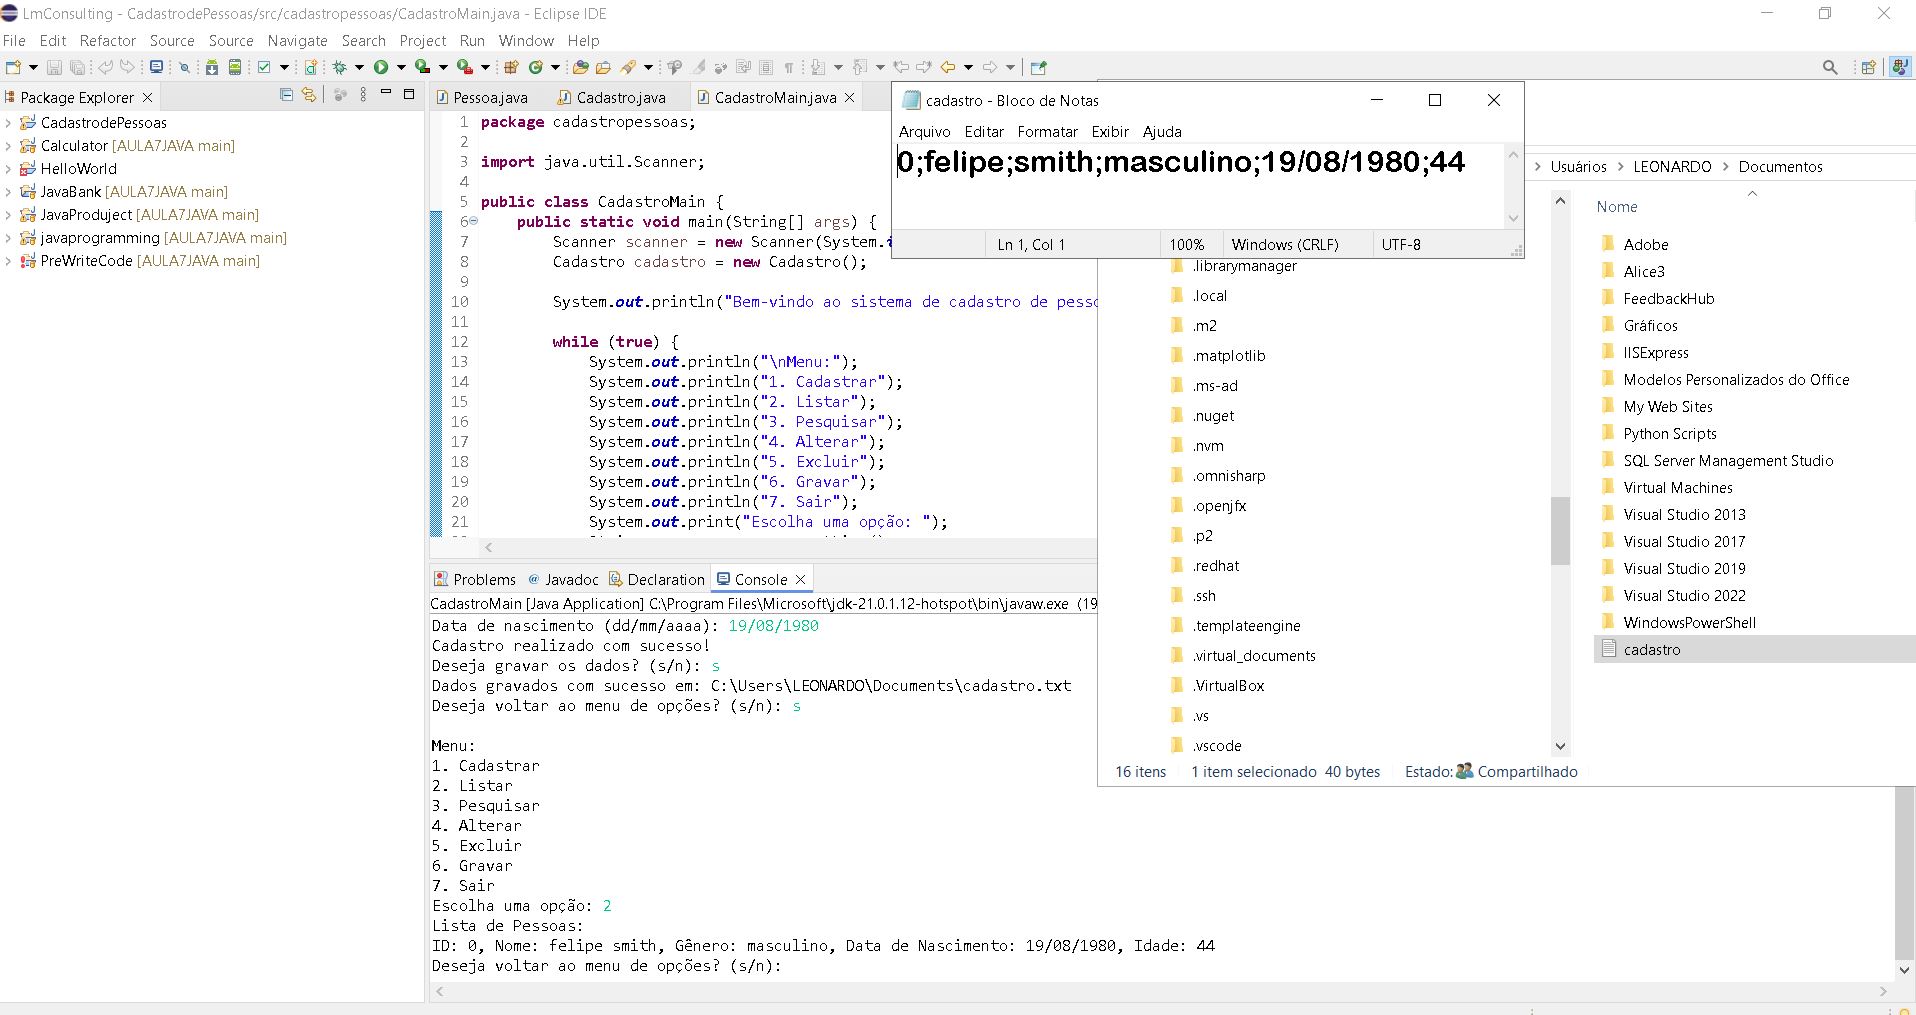 LmConsulting - CadastrodePessoas/src/cadastropessoas/CadastroMain.java - Eclipse IDE
File Edit Refactor Source Source Navigate Search Project Run Window Help
Package Explorer
CadastrodePessoas
Calculator [AULA7JAVA main]
HelloWorld
JavaBank [AULA7JAVA main]
JavaProduject [AULA7JAVA main]
javaprogramming [AULA7JAVA main]
PreWriteCode [AULA7JAVA main]
Pessoa.java Cadastro.java CadastroMain.java
1 package cadastropessoas;
2
3 import java.util.Scanner;
4
5 public class CadastroMain {
6 public static void main(String[] args) {
7 Scanner scanner = new Scanner(System.i
8 Cadastro cadastro = new Cadastro();
9
10 System.out.println("Bem-vindo ao sistema de cadastro de pesso
11
12 while (true) {
13 System.out.println("\nMenu:");
14 System.out.println("1. Cadastrar");
15 System.out.println("2. Listar");
16 System.out.println("3. Pesquisar");
17 System.out.println("4. Alterar");
18 System.out.println("5. Excluir");
19 System.out.println("6. Gravar");
20 System.out.println("7. Sair");
21 System.out.print("Escolha uma opção: ");
Problems Javadoc Declaration Console
CadastroMain [Java Application] C:\Program Files\Microsoft\jdk-21.0.1.12-hotspot\bin\javaw.exe (19
Data de nascimento (dd/mm/aaaa): 19/08/1980
Cadastro realizado com sucesso!
Deseja gravar os dados? (s/n): s
Dados gravados com sucesso em: C:\Users\LEONARDO\Documents\cadastro.txt
Deseja voltar ao menu de opções? (s/n): s
Menu:
1. Cadastrar
2. Listar
3. Pesquisar
4. Alterar
5. Excluir
6. Gravar
7. Sair
Escolha uma opção: 2
Lista de Pessoas:
ID: 0, Nome: felipe smith, Gênero: masculino, Data de Nascimento: 19/08/1980, Idade: 44
Deseja voltar ao menu de opções? (s/n):
cadastro - Bloco de Notas
Arquivo Editar Formatar Exibir Ajuda
0;felipe;smith;masculino;19/08/1980;44
Ln 1, Col 1 100% Windows (CRLF) UTF-8
Usuários > LEONARDO > Documentos
.librarymanager
.local
.m2
.matplotlib
.ms-ad
.nuget
.nvm
.omnisharp
.openjfx
.p2
.redhat
.ssh
.templateengine
.virtual_documents
.VirtualBox
.vs
.vscode
Nome
Adobe
Alice3
FeedbackHub
Gráficos
IISExpress
Modelos Personalizados do Office
My Web Sites
Python Scripts
SQL Server Management Studio
Virtual Machines
Visual Studio 2013
Visual Studio 2017
Visual Studio 2019
Visual Studio 2022
WindowsPowerShell
cadastro
16 itens 1 item selecionado 40 bytes Estado: Compartilhado